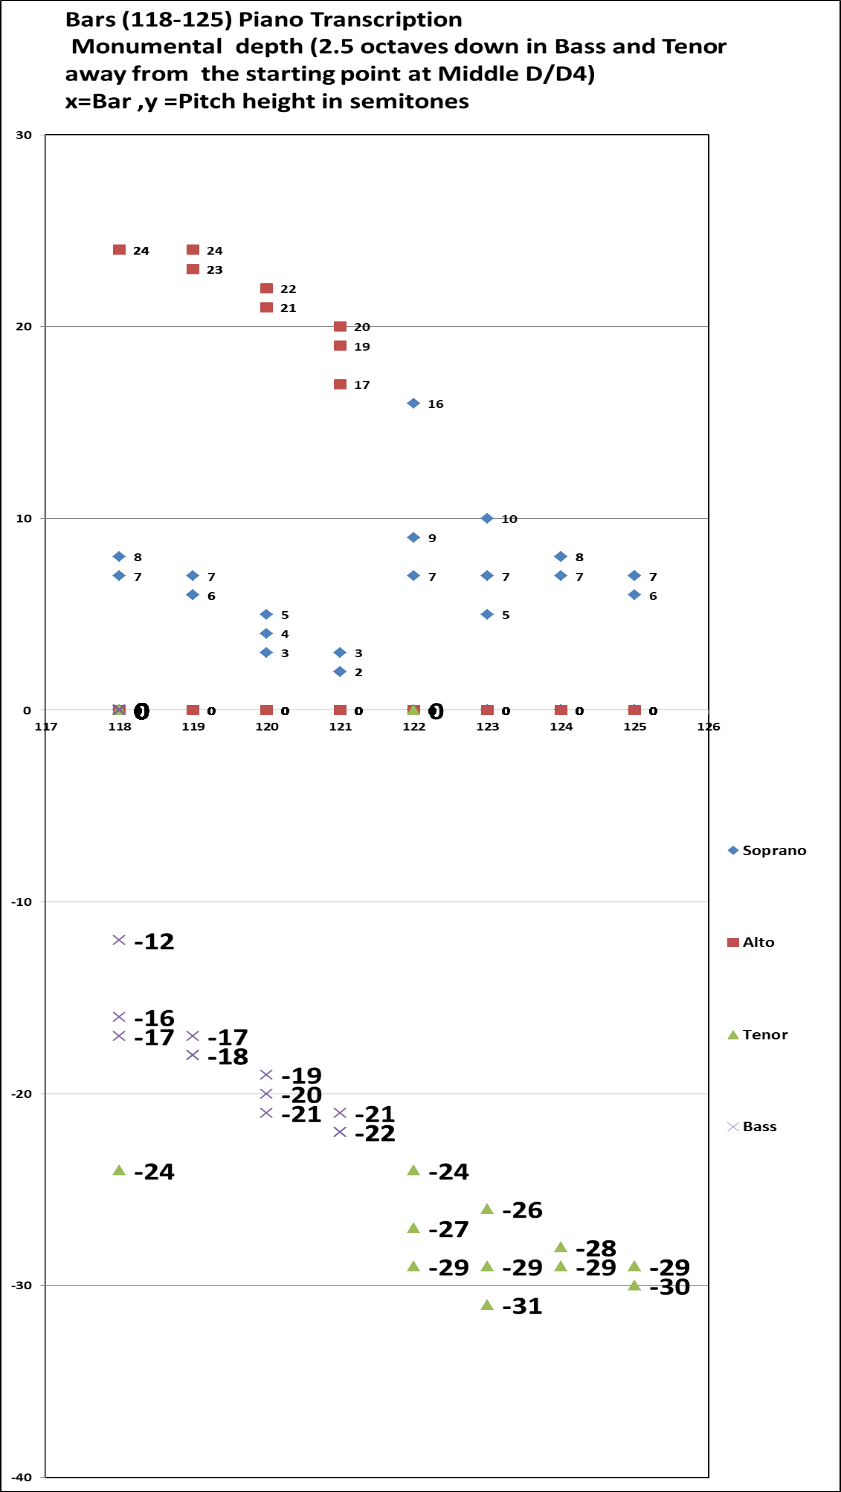 Bars (118-125) Piano Transcription
Monumental depth (2.5 octaves down in Bass and Tenor
away from the starting point at Middle D/D4)
x=Bar ,y =Pitch height in semitones
30
24 24
23
22
21
20 20
19
17
16
10 10
9
8 8
7 7 7 7 7 7
6 6
5 5
4
3 3
2
0 0 0 0 0 0 0 0 0
117 118 119 120 121 122 123 124 125 126
Soprano
-10
-12
Alto
-16
-17 -17
Tenor
-18
-19
-20 -20
-21 -21
Bass
-22
-24 -24
-26
-27
-28
-29 -29 -29 -29
-30 -30
-31
-40